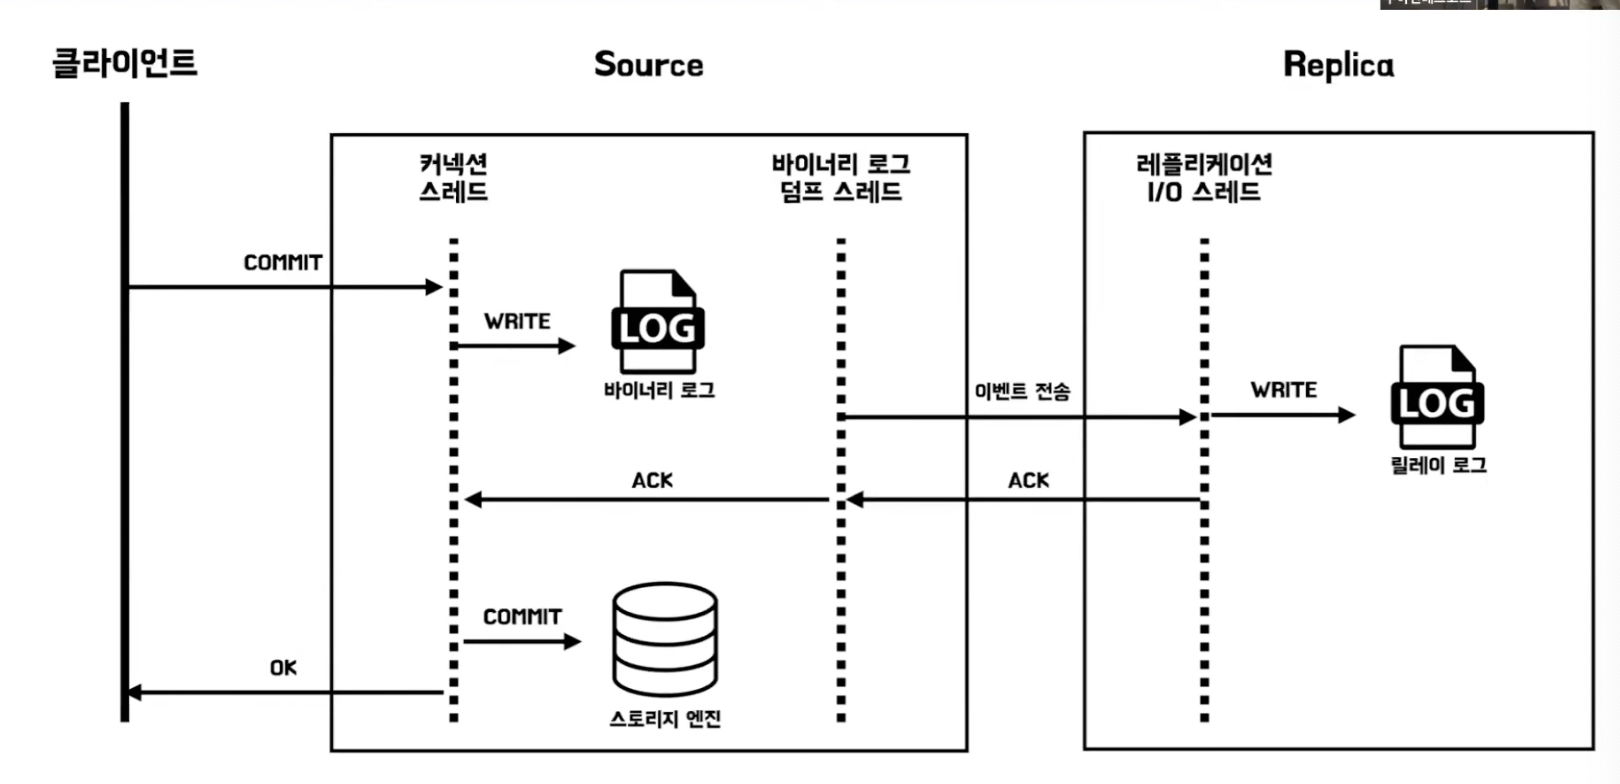 클라이언트
Source
Replica
커넥션
스레드
바이너리 로그
덤프 스레드
레플리케이션
I/O 스레드
COMMIT
WRITE
LOG
바이너리 로그
이벤트 전송
WRITE
LOG
릴레이 로그
ACK
ACK
COMMIT
OK
스토리지 엔진